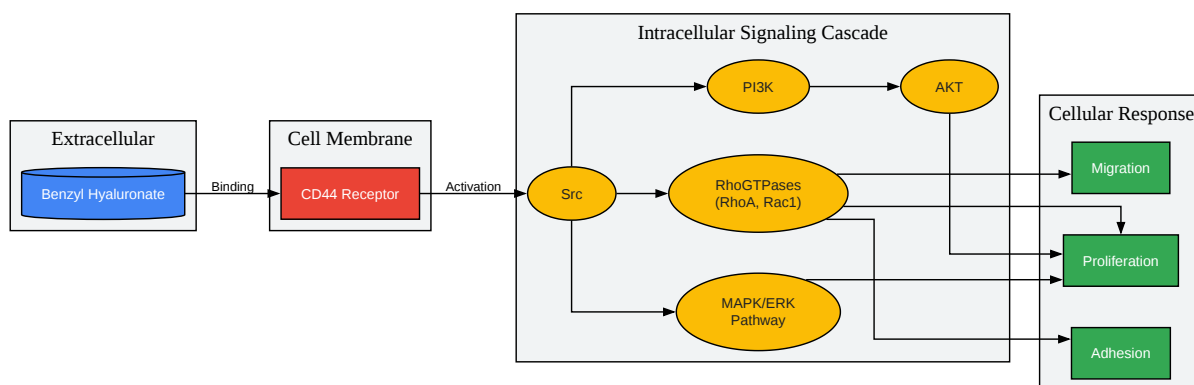 Intracellular Signaling Cascade
PI3K
AKT
Cellular Response
Extracellular
Cell Membrane
Migration
Benzyl Hyaluronate
Binding
CD44 Receptor
Activation
Src
RhoGTPases
(RhoA, Rac1)
Proliferation
MAPK/ERK
Pathway
Adhesion